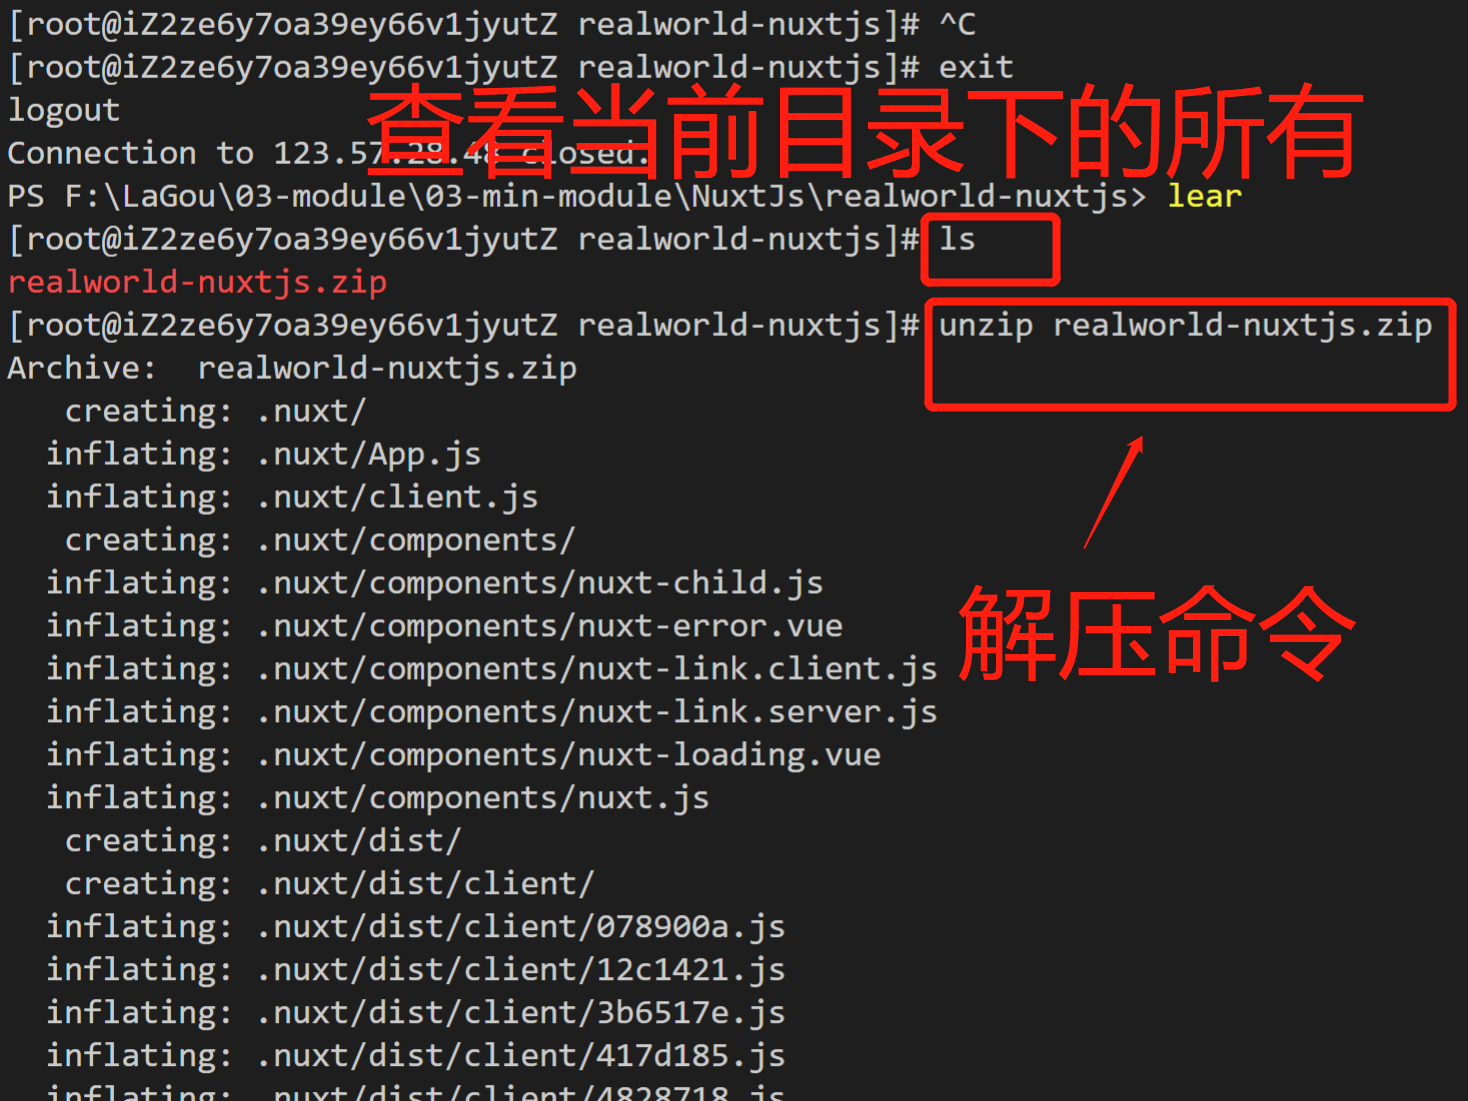 [root@iZ2ze6y7oa39ey66v1jyutZ realworld-nuxtjs]# ^C
[root@iZ2ze6y7oa39ey66v1jyutZ realworld-nuxtjs]# exit
logout
查看当前目录下的所有
Connection to 123.57.28.48 closed.
PS F:\LaGou\03-module\03-min-module\NuxtJs\realworld-nuxtjs> lear
[root@iZ2ze6y7oa39ey66v1jyutZ realworld-nuxtjs]# ls
realworld-nuxtjs.zip
[root@iZ2ze6y7oa39ey66v1jyutZ realworld-nuxtjs]# unzip realworld-nuxtjs.zip
Archive:  realworld-nuxtjs.zip
   creating: .nuxt/
  inflating: .nuxt/App.js
  inflating: .nuxt/client.js
   creating: .nuxt/components/
  inflating: .nuxt/components/nuxt-child.js
  inflating: .nuxt/components/nuxt-error.vue
解压命令
  inflating: .nuxt/components/nuxt-link.client.js
  inflating: .nuxt/components/nuxt-link.server.js
  inflating: .nuxt/components/nuxt-loading.vue
  inflating: .nuxt/components/nuxt.js
   creating: .nuxt/dist/
   creating: .nuxt/dist/client/
  inflating: .nuxt/dist/client/078900a.js
  inflating: .nuxt/dist/client/12c1421.js
  inflating: .nuxt/dist/client/3b6517e.js
  inflating: .nuxt/dist/client/417d185.js
  inflating: .nuxt/dist/client/4828718.js